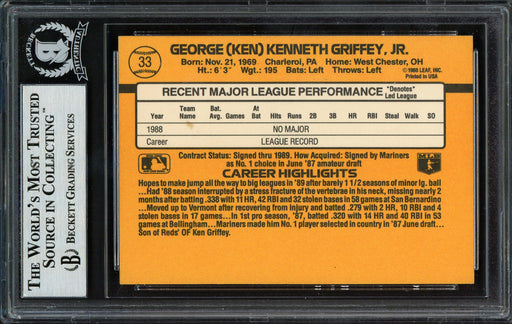 BECKETT
AUTHENTICATED
THE WORLD'S MOST TRUSTED
SOURCE IN COLLECTING™
BECKETT GRADING SERVICES
33
GEORGE (KEN) KENNETH GRIFFEY, JR.
Born: Nov. 21, 1969 Charleroi, PA Home: West Chester, OH
Ht.: 6'3" Wgt.: 195 Bats: Left Throws: Left
© 1988 LEAF, INC.
Printed in USA
RECENT MAJOR LEAGUE PERFORMANCE *Denotes* Led League
Year Team Name Bat. Avg. Games At Bat Hits Runs 2B 3B HR RBI Steal Walk SO
1988 NO MAJOR
Career LEAGUE RECORD
Contract Status: Signed thru 1989. How Acquired: Signed by Mariners
as No. 1 choice in June '87 amateur draft
CAREER HIGHLIGHTS
Hopes to make jump all the way to big leagues in '89 after barely 1 1/2 seasons of minor lg. ball
...Had '88 season interrupted by a stress fracture of the vertebrae in his neck, missing nearly 2
months after batting .338 with 11 HR, 42 RBI and 32 stolen bases in 58 games at San Bernardino
...Moved up to Vermont after recovering from injury and batted .279 with 2 HR, 10 RBI and 4
stolen bases in 17 games...In 1st pro season, '87, batted .320 with 14 HR and 40 RBI in 53
games at Bellingham...Mariners made him No. 1 player selected in country in '87 June draft...
Son of Reds' OF Ken Griffey.